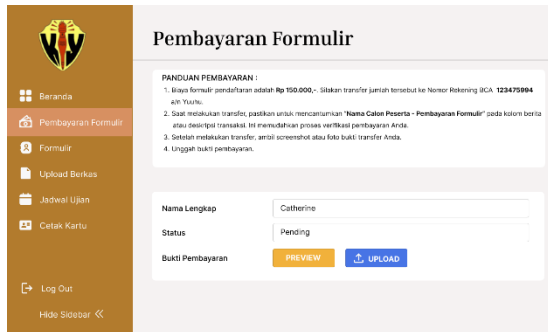 Pembayaran Formulir
Beranda
Pembayaran Formulir
Formulir
Upload Berkas
Jadwal Ujian
Cetak Kartu
Log Out
Hide Sidebar
PANDUAN PEMBAYARAN :
1. Biaya formulir pendaftaran adalah Rp 150.000,-. Silakan transfer jumlah tersebut ke Nomor Rekening BCA 123475994
a/n Yuunu.
2. Saat melakukan transfer, pastikan untuk mencantumkan "Nama Calon Peserta - Pembayaran Formulir" pada kolom berita
atau deskripsi transaksi. Ini memudahkan proses verifikasi pembayaran Anda.
3. Setelah melakukan transfer, ambil screenshot atau foto bukti transfer Anda.
4. Unggah bukti pembayaran.
Nama Lengkap Catherine
Status Pending
Bukti Pembayaran PREVIEW UPLOAD